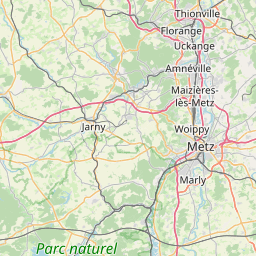 Thionville
Florange
Uckange
Amnéville
Maizières-
lès-Metz
Woippy
Jarny
Metz
Marly
Parc naturel